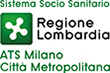 Sistema Socio Sanitario
Regione
Lombardia
ATS Milano
Città Metropolitana